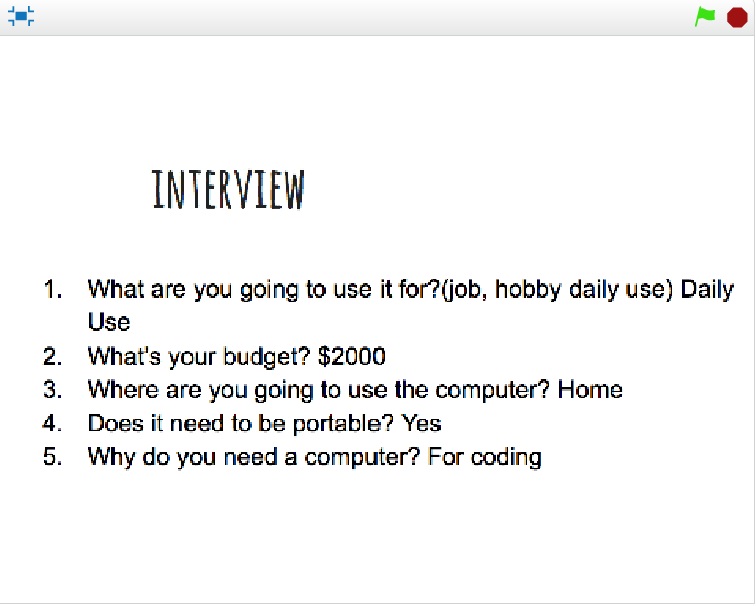 INTERVIEW
1. What are you going to use it for?(job, hobby daily use) Daily
Use
2. What's your budget? $2000
3. Where are you going to use the computer? Home
4. Does it need to be portable? Yes
5. Why do you need a computer? For coding